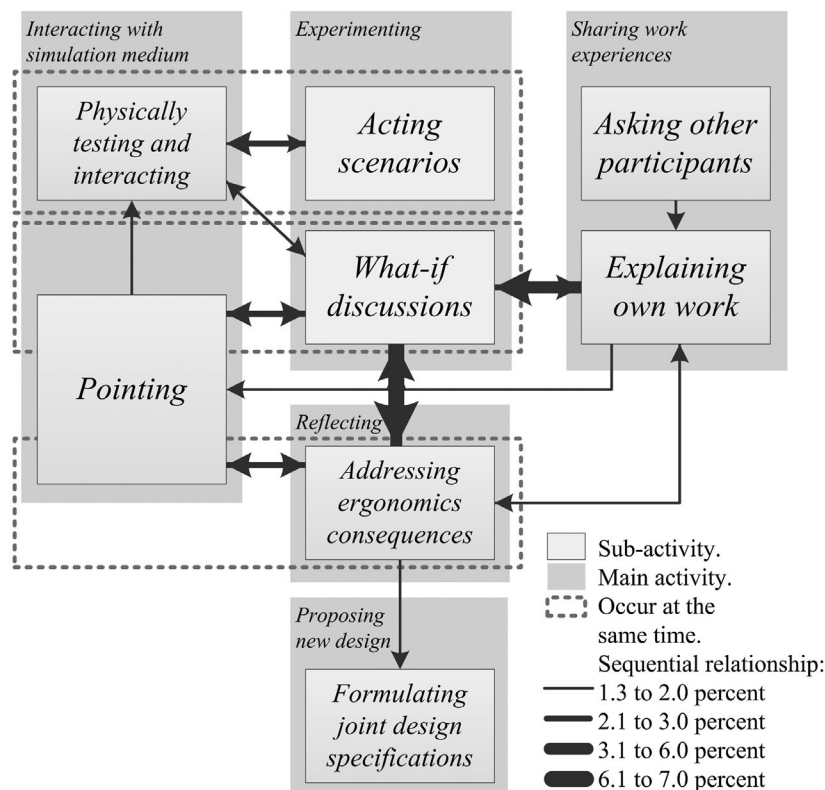 Interacting with
simulation medium
Experimenting
Sharing work
experiences
Physically
testing and
interacting
Acting
scenarios
Asking other
participants
What-if
discussions
Explaining
own work
Pointing
Reflecting
Addressing
ergonomics
consequences
Proposing
new design
Formulating
joint design
specifications
Sub-activity.
Main activity.
Occur at the
same time.
Sequential relationship:
1.3 to 2.0 percent
2.1 to 3.0 percent
3.1 to 6.0 percent
6.1 to 7.0 percent